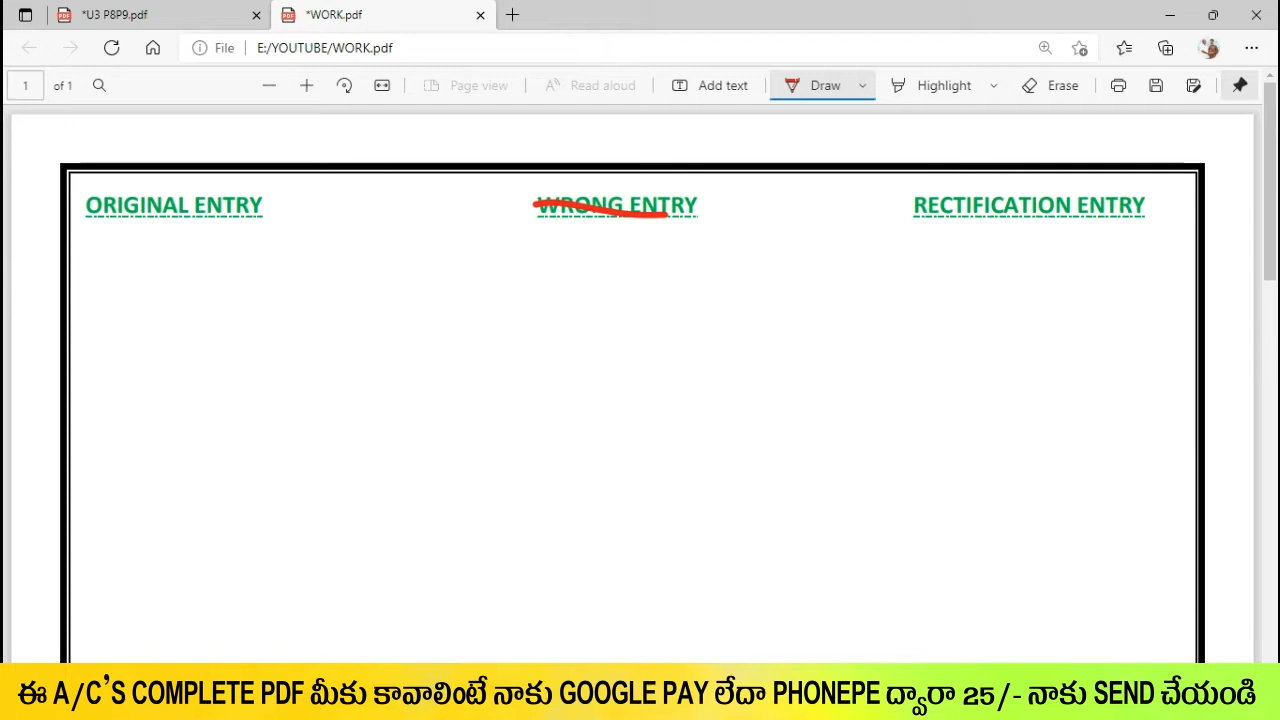 *U3 P8P9.pdf
*WORK.pdf
File
E:/YOUTUBE/WORK.pdf
1 of 1
Page view
Read aloud
Add text
Draw
Highlight
Erase
ORIGINAL ENTRY
WRONG ENTRY
RECTIFICATION ENTRY
ఈ A/C'S COMPLETE PDF మీకు కావాలింటే నాకు GOOGLE PAY లేదా PHONEPE ద్వారా 25/- నాకు SEND చేయండి